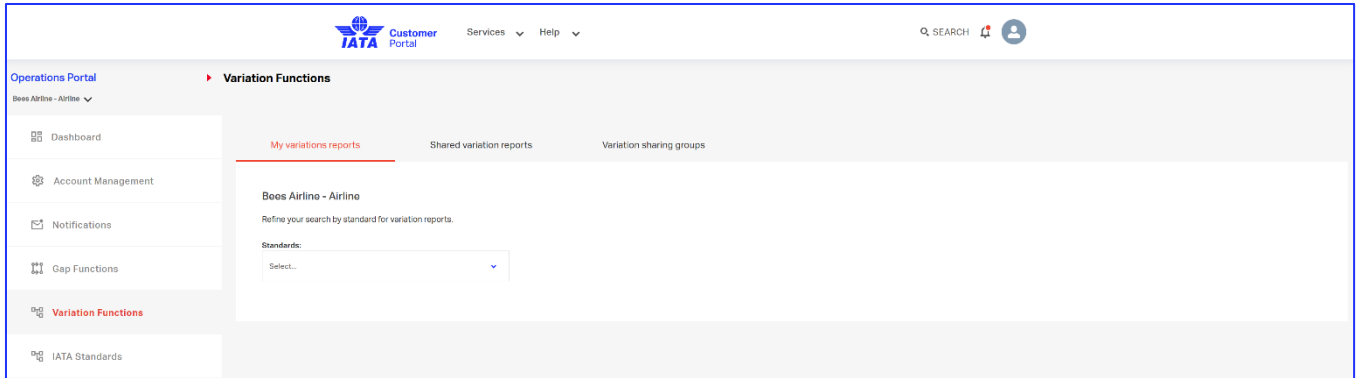 IATA
Customer
Portal
Services
Help
SEARCH
Operations Portal
Variation Functions
Bees Airline - Airline
Dashboard
Account Management
Notifications
Gap Functions
Variation Functions
IATA Standards
My variations reports
Shared variation reports
Variation sharing groups
Bees Airline - Airline
Refine your search by standard for variation reports.
Standards:
Select...